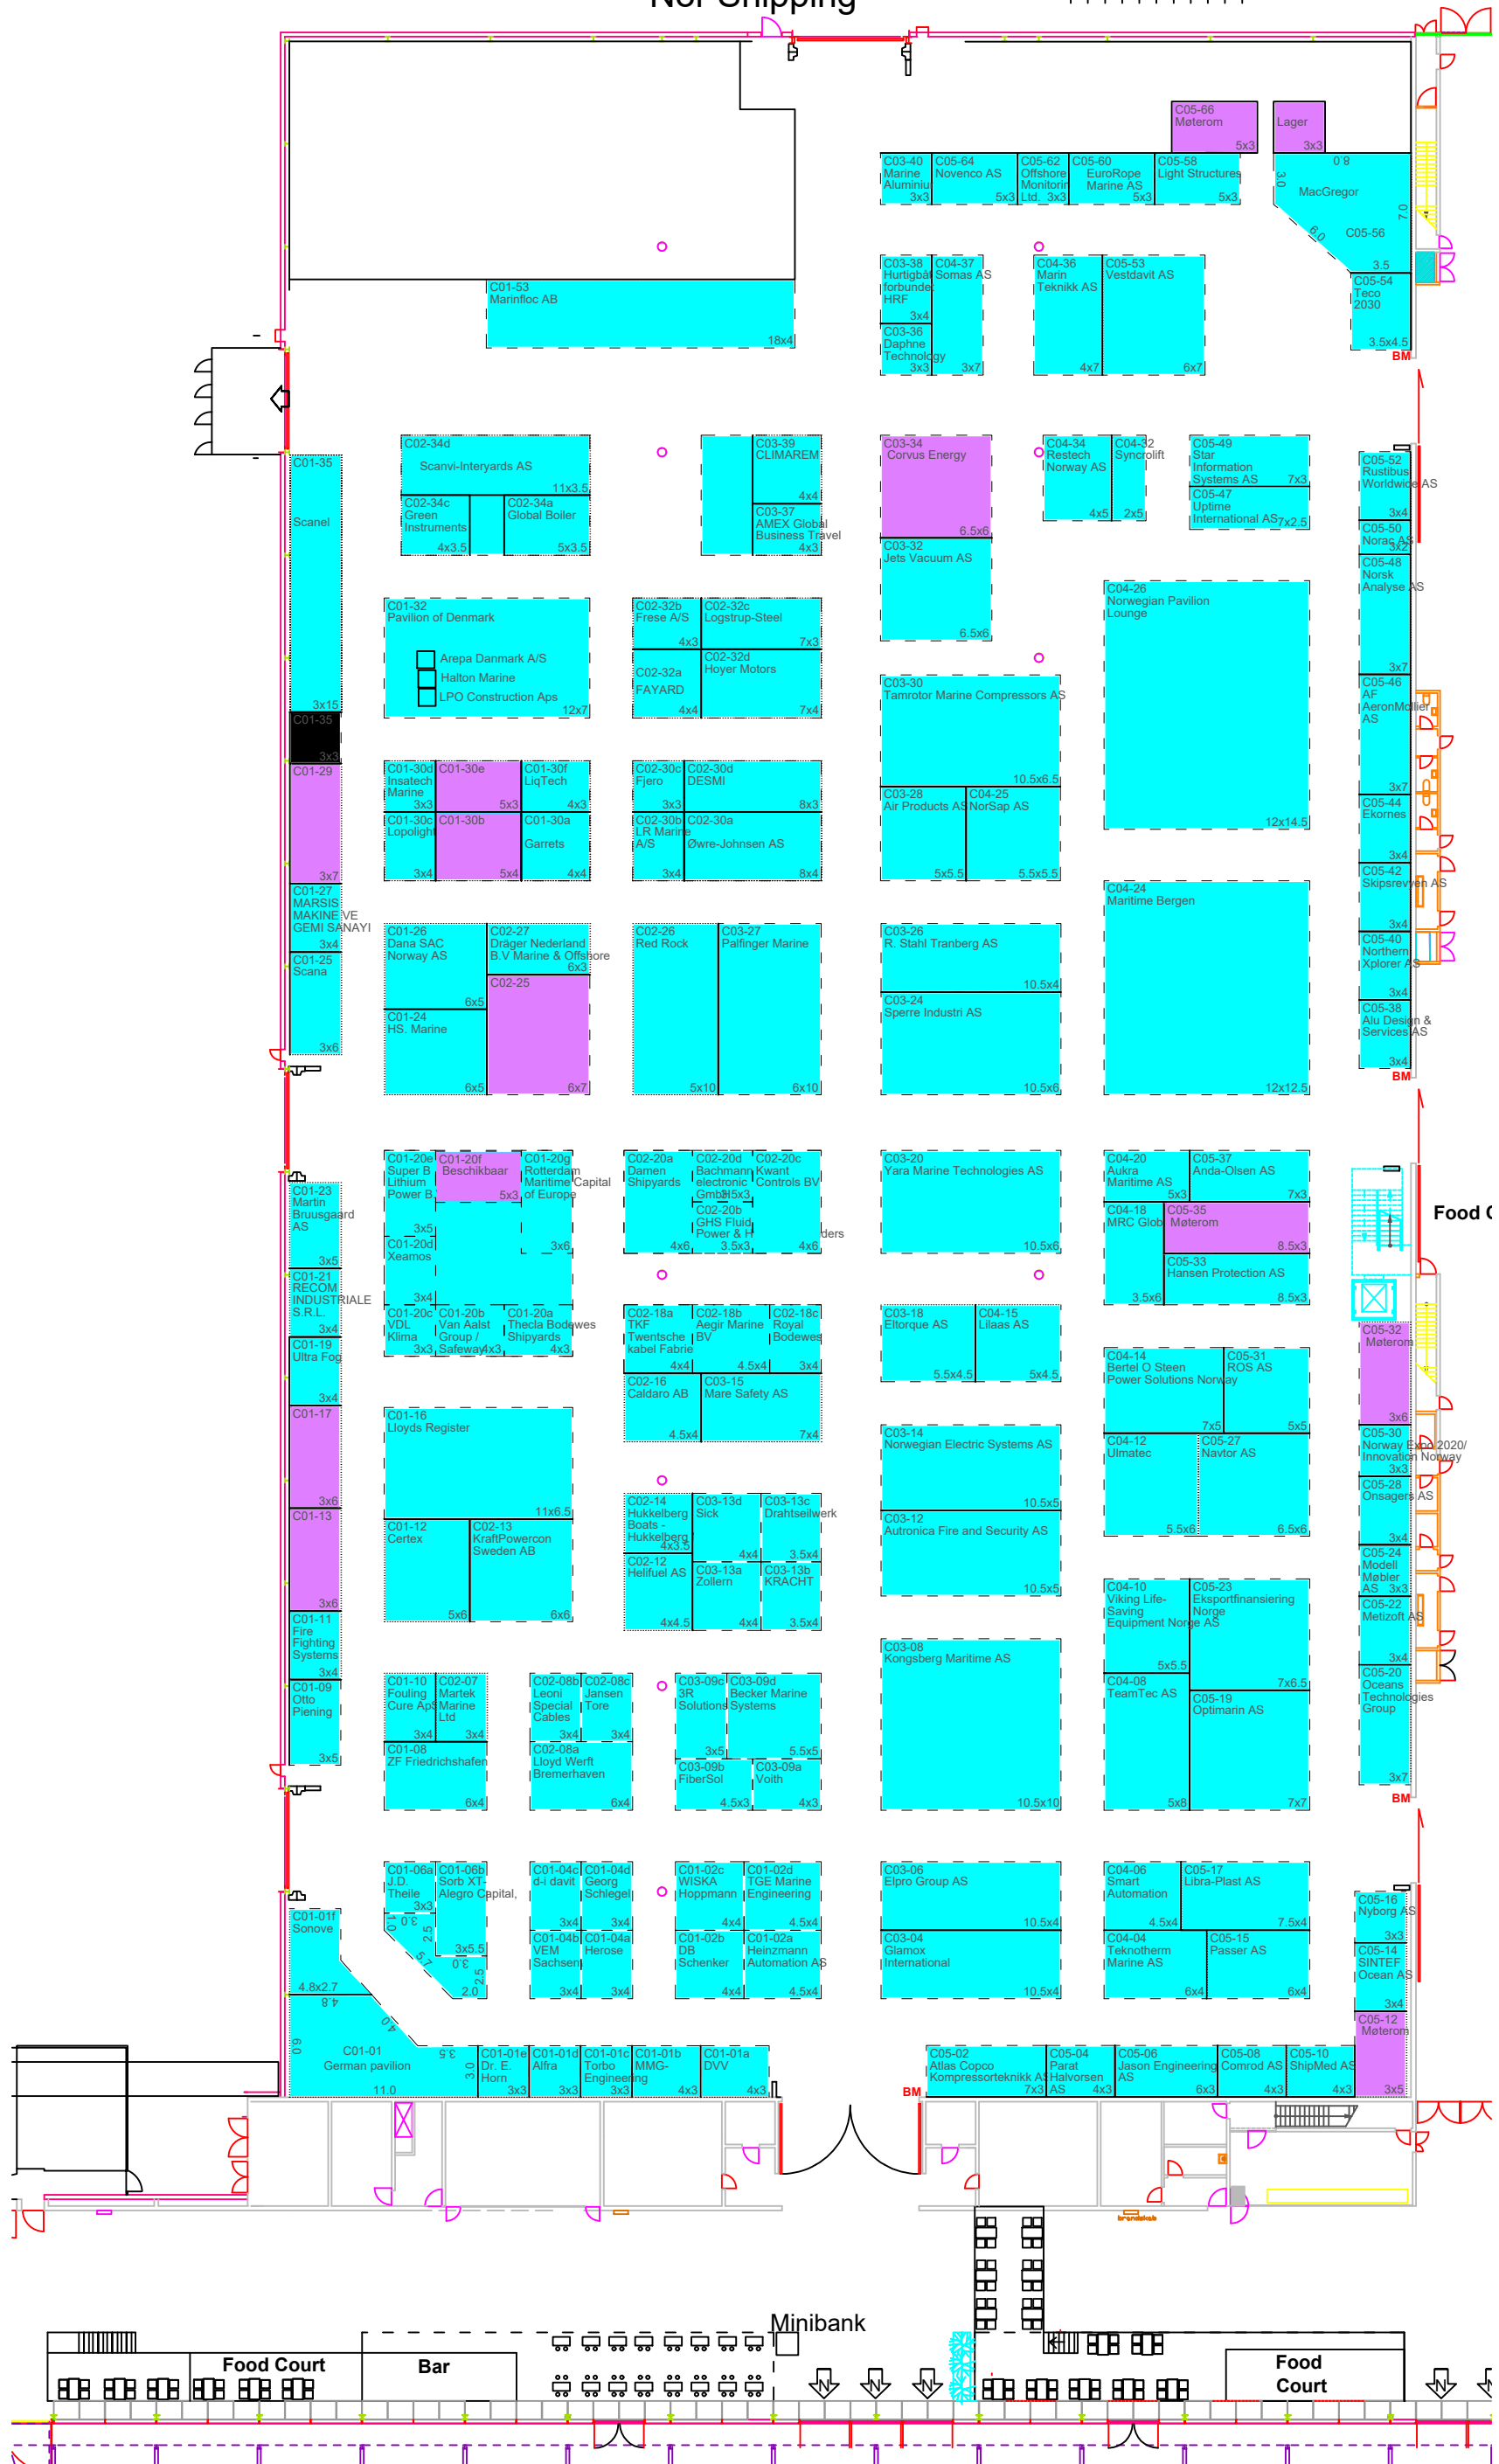 Nor-Shipping
C05-66
Møterom
5x3
Lager
3x3
C03-40
Marine
Aluminiu
3x3
C05-64
Novenco AS
5x3
C05-62
Offshore
Monitorin
Ltd. 3x3
C05-60
EuroRope
Marine AS
5x3
C05-58
Light Structures
5x3
8.0
3.0
MacGregor
7.0
6.0
C05-56
3.5
C05-54
Teco
2030
3.5x4.5
BM
C03-38
Hurtigbåt
forbundet
HRF
3x4
C03-36
Daphne
Technology
3x3
C04-37
Somas AS
3x7
C04-36
Marin
Teknikk AS
4x7
C05-53
Vestdavit AS
6x7
C01-53
Marinfloc AB
18x4
C01-35
Scanel
3x15
C01-35
3x3
C01-29
3x7
C01-27
MARSIS
MAKINE VE
GEMI SANAYI
3x4
C01-25
Scana
3x6
C02-34d
Scanvi-Interyards AS
11x3.5
C02-34c
Green
Instruments
4x3.5
C02-34a
Global Boiler
5x3.5
C03-39
CLIMAREM
4x4
C03-37
AMEX Global
Business Travel
4x3
C03-34
Corvus Energy
6.5x6
C03-32
Jets Vacuum AS
6.5x6
C04-34
Restech
Norway AS
4x5
C04-32
Syncrolift
2x5
C05-49
Star
Information
Systems AS
7x3
C05-47
Uptime
International AS
7x2.5
C05-52
Rustibus
Worldwide AS
3x4
C05-50
Norac AS
3x2
C05-48
Norsk
Analyse AS
3x7
C05-46
AF
AeronMollier
AS
3x7
C05-44
Ekornes
3x4
C05-42
Skipsrevyen AS
3x4
C05-40
Northern
Xplorer AS
3x4
C05-38
Alu Design &
Services AS
3x4
BM
C01-32
Pavilion of Denmark
Arepa Danmark A/S
Halton Marine
LPO Construction Aps
12x7
C02-32b
Frese A/S
4x3
C02-32c
Logstrup-Steel
7x3
C02-32a
FAYARD
4x4
C02-32d
Hoyer Motors
7x4
C04-26
Norwegian Pavilion
Lounge
12x14.5
C03-30
Tamrotor Marine Compressors AS
10.5x6.5
C03-28
Air Products AS
5x5.5
C04-25
NorSap AS
5.5x5.5
C01-30d
Insatech
Marine
3x3
C01-30e
5x3
C01-30f
LiqTech
4x3
C01-30c
Lopolight
3x4
C01-30b
5x4
C01-30a
Garrets
4x4
C02-30c
Fjero
3x3
C02-30d
DESMI
8x3
C02-30b
LR Marine
A/S
3x4
C02-30a
Øwre-Johnsen AS
8x4
C04-24
Maritime Bergen
12x12.5
C01-26
Dana SAC
Norway AS
6x5
C02-27
Dräger Nederland
B.V Marine & Offshore
6x3
C02-25
6x7
C01-24
HS. Marine
6x5
C02-26
Red Rock
5x10
C03-27
Palfinger Marine
6x10
C03-26
R. Stahl Tranberg AS
10.5x4
C03-24
Sperre Industri AS
10.5x6
C01-23
Martin
Bruusgaard
AS
3x5
C01-21
RECOM
INDUSTRIALE
S.R.L.
3x4
C01-19
Ultra Fog
3x4
C01-17
3x6
C01-13
3x6
C01-11
Fire
Fighting
Systems
3x4
C01-09
Otto
Piening
3x5
C01-20e
Super B
Lithium
Power B.
3x5
C01-20f
Beschikbaar
5x3
C01-20g
Rotterdam
Maritime Capital
of Europe
3x6
C01-20d
Xeamos
3x4
C01-20c
VDL
Klima
3x3
C01-20b
Van Aalst
Group /
Safeway
4x3
C01-20a
Thecla Bodewes
Shipyards
4x3
C02-20a
Damen
Shipyards
4x6
C02-20d
Bachmann
electronic
GmbH
3.5x3
C02-20b
GHS Fluid
Power & H
ders
3.5x3
C02-20c
Kwant
Controls BV
4x6
C03-20
Yara Marine Technologies AS
10.5x6
C04-20
Aukra
Maritime AS
5x3
C05-37
Anda-Olsen AS
7x3
C04-18
MRC Glob
3.5x6
C05-35
Møterom
8.5x3
C05-33
Hansen Protection AS
8.5x3
Food C
C02-18a
TKF
Twentsche
kabel Fabrie
4x4
C02-18b
Aegir Marine
BV
4.5x4
C02-18c
Royal
Bodewes
3x4
C02-16
Caldaro AB
4.5x4
C03-15
Mare Safety AS
7x4
C03-18
Eltorque AS
5.5x4.5
C04-15
Lilaas AS
5x4.5
C04-14
Bertel O Steen
Power Solutions Norway
7x5
C05-31
ROS AS
5x5
C04-12
Ulmatec
5.5x6
C05-27
Navtor AS
6.5x6
C05-32
Møterom
3x6
C05-30
Norway Expo 2020/
Innovation Norway
3x3
C05-28
Onsagers AS
3x4
C05-24
Modell
Møbler
AS 3x3
C05-22
Metizoft AS
3x4
C05-20
Oceans
Technologies
Group
3x7
BM
C01-16
Lloyds Register
11x6.5
C01-12
Certex
5x6
C02-13
KraftPowercon
Sweden AB
6x6
C02-14
Hukkelberg
Boats -
Hukkelberg
4x3.5
C03-13d
Sick
4x4
C03-13c
Drahtseilwerk
3.5x4
C02-12
Helifuel AS
4x4.5
C03-13a
Zollern
4x4
C03-13b
KRACHT
3.5x4
C03-14
Norwegian Electric Systems AS
10.5x5
C03-12
Autronica Fire and Security AS
10.5x5
C04-10
Viking Life-
Saving
Equipment Norge AS
5x5.5
C05-23
Eksportfinansiering
Norge
7x6.5
C04-08
TeamTec AS
5x8
C05-19
Optimarin AS
7x7
C03-08
Kongsberg Maritime AS
10.5x10
C01-10
Fouling
Cure ApS
3x4
C02-07
Martek
Marine
Ltd
3x4
C01-08
ZF Friedrichshafen
6x4
C02-08b
Leoni
Special
Cables
3x4
C02-08c
Jansen
Tore
3x4
C02-08a
Lloyd Werft
Bremerhaven
6x4
C03-09c
3R
Solutions
3x5
C03-09d
Becker Marine
Systems
5.5x5
C03-09b
FiberSol
4.5x3
C03-09a
Voith
4x3
C01-06a
J.D.
Theile
3x3
C01-06b
Sorb XT-
Alegro Capital,
3x5.5
1.0
3.0
2.5
5.7
3.0
2.5
2.0
C01-04c
d-i davit
3x4
C01-04d
Georg
Schlegel
3x4
C01-04b
VEM
Sachsen
3x4
C01-04a
Herose
3x4
C01-02c
WISKA
Hoppmann
4x4
C01-02d
TGE Marine
Engineering
4.5x4
C01-02b
DB
Schenker
4x4
C01-02a
Heinzmann
Automation AS
4.5x4
C03-06
Elpro Group AS
10.5x4
C03-04
Glamox
International
10.5x4
C04-06
Smart
Automation
4.5x4
C05-17
Libra-Plast AS
7.5x4
C04-04
Teknotherm
Marine AS
6x4
C05-15
Passer AS
6x4
C05-16
Nyborg AS
3x3
C05-14
SINTEF
Ocean AS
3x4
C05-12
Møterom
3x5
C01-01f
Sonove
4.8x2.7
4.8
6.0
4.0
C01-01
German pavilion
3.5
3.0
11.0
C01-01e
Dr. E.
Horn
3x3
C01-01d
Alfra
3x3
C01-01c
Torbo
Engineering
3x3
C01-01b
MMG-
4x3
C01-01a
DVV
4x3
BM
C05-02
Atlas Copco
Kompressorteknikk AS
7x3
C05-04
Parat
Halvorsen
AS
4x3
C05-06
Jason Engineering
AS
6x3
C05-08
Comrod AS
4x3
C05-10
ShipMed AS
4x3
brandskab
Minibank
Food Court
Bar
Food
Court
N
N
N
N
N